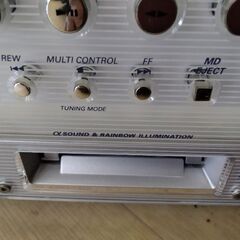 REW MULTI CONTROL FF MD EJECT
TUNING MODE
α SOUND & RAINBOW ILLUMINATION